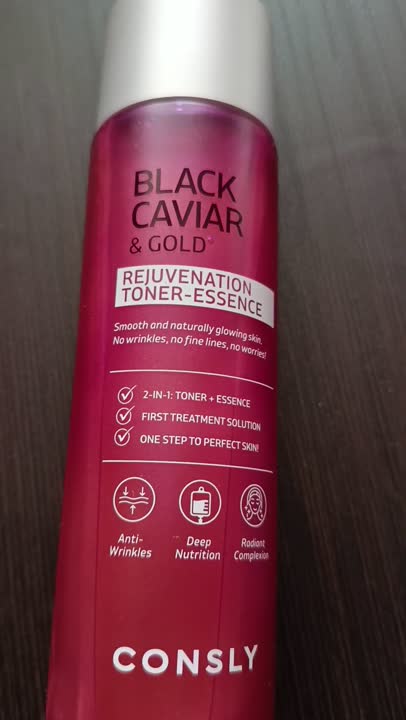 BLACK
CAVIAR
& GOLD
REJUVENATION
TONER-ESSENCE
Smooth and naturally glowing skin.
No wrinkles, no fine lines, no worries!
2-IN-1: TONER + ESSENCE
FIRST TREATMENT SOLUTION
ONE STEP TO PERFECT SKIN!
Anti-
Wrinkles
Deep
Nutrition
Radiant
Complexion
CONSLY